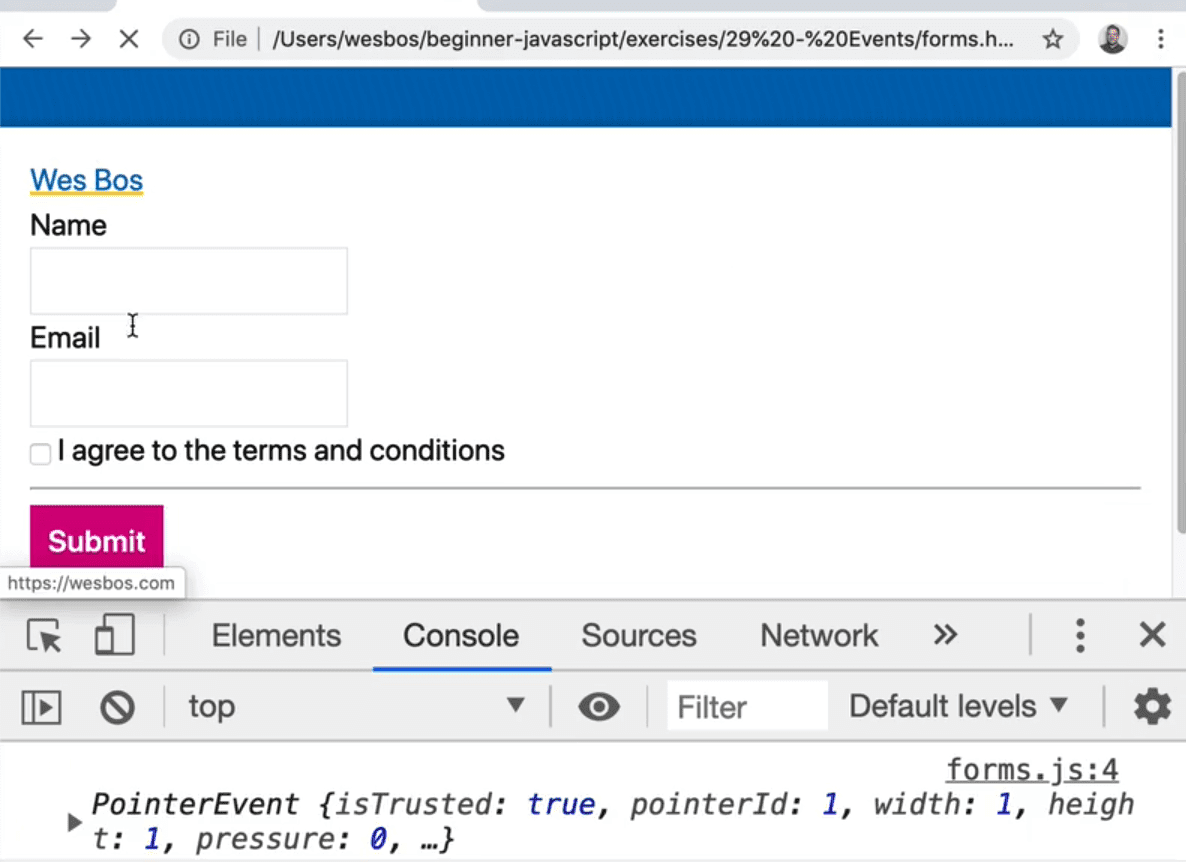 File /Users/wesbos/beginner-javascript/exercises/29%20-%20Events/forms.h...
Wes Bos
Name
Email
I agree to the terms and conditions
Submit
https://wesbos.com
Elements Console Sources Network »
top Filter Default levels
forms.js:4
PointerEvent {isTrusted: true, pointerId: 1, width: 1, heigh
t: 1, pressure: 0, …}